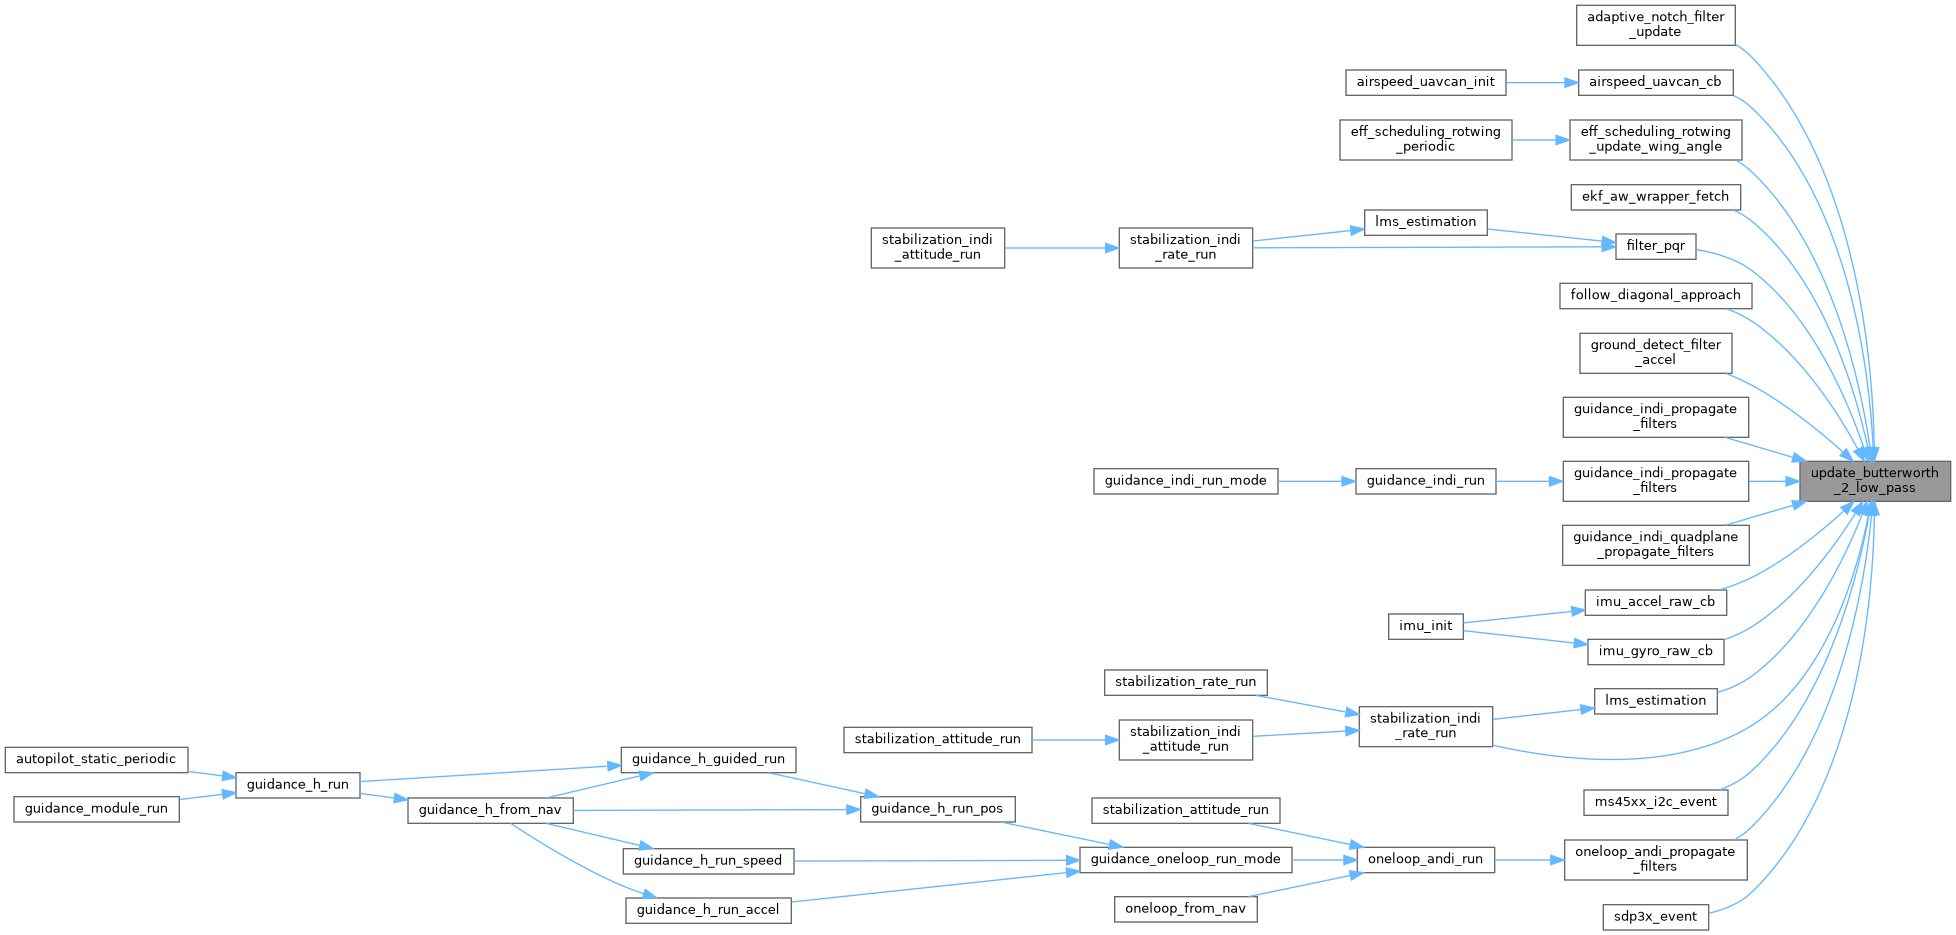 adaptive_notch_filter
_update
airspeed_uavcan_init
airspeed_uavcan_cb
eff_scheduling_rotwing
_periodic
eff_scheduling_rotwing
_update_wing_angle
ekf_aw_wrapper_fetch
lms_estimation
stabilization_indi
_attitude_run
stabilization_indi
_rate_run
filter_pqr
follow_diagonal_approach
ground_detect_filter
_accel
guidance_indi_propagate
_filters
guidance_indi_run_mode
guidance_indi_run
guidance_indi_propagate
_filters
update_butterworth
_2_low_pass
guidance_indi_quadplane
_propagate_filters
imu_accel_raw_cb
imu_init
imu_gyro_raw_cb
stabilization_rate_run
lms_estimation
stabilization_indi
_rate_run
stabilization_attitude_run
stabilization_indi
_attitude_run
autopilot_static_periodic
guidance_h_guided_run
guidance_h_run
guidance_module_run
guidance_h_from_nav
guidance_h_run_pos
stabilization_attitude_run
ms45xx_i2c_event
guidance_h_run_speed
guidance_oneloop_run_mode
oneloop_andi_run
oneloop_andi_propagate
_filters
guidance_h_run_accel
oneloop_from_nav
sdp3x_event